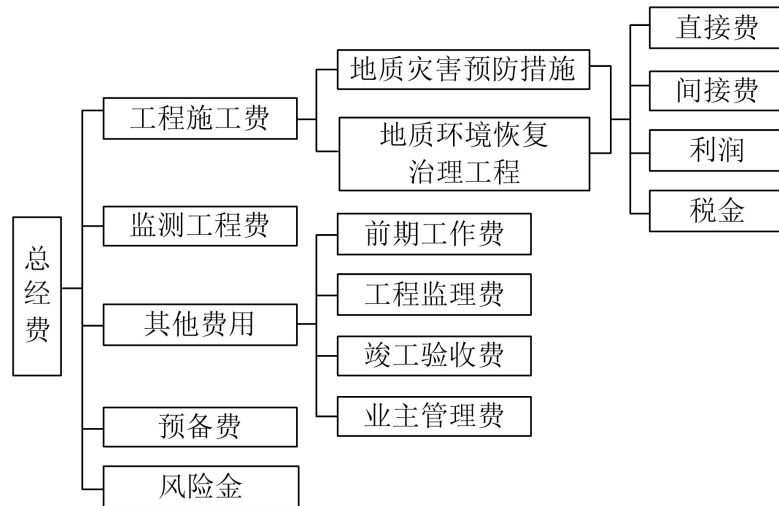 总经费
工程施工费
地质灾害预防措施
地质环境恢复
治理工程
直接费
间接费
利润
税金
监测工程费
其他费用
前期工作费
工程监理费
竣工验收费
业主管理费
预备费
风险金